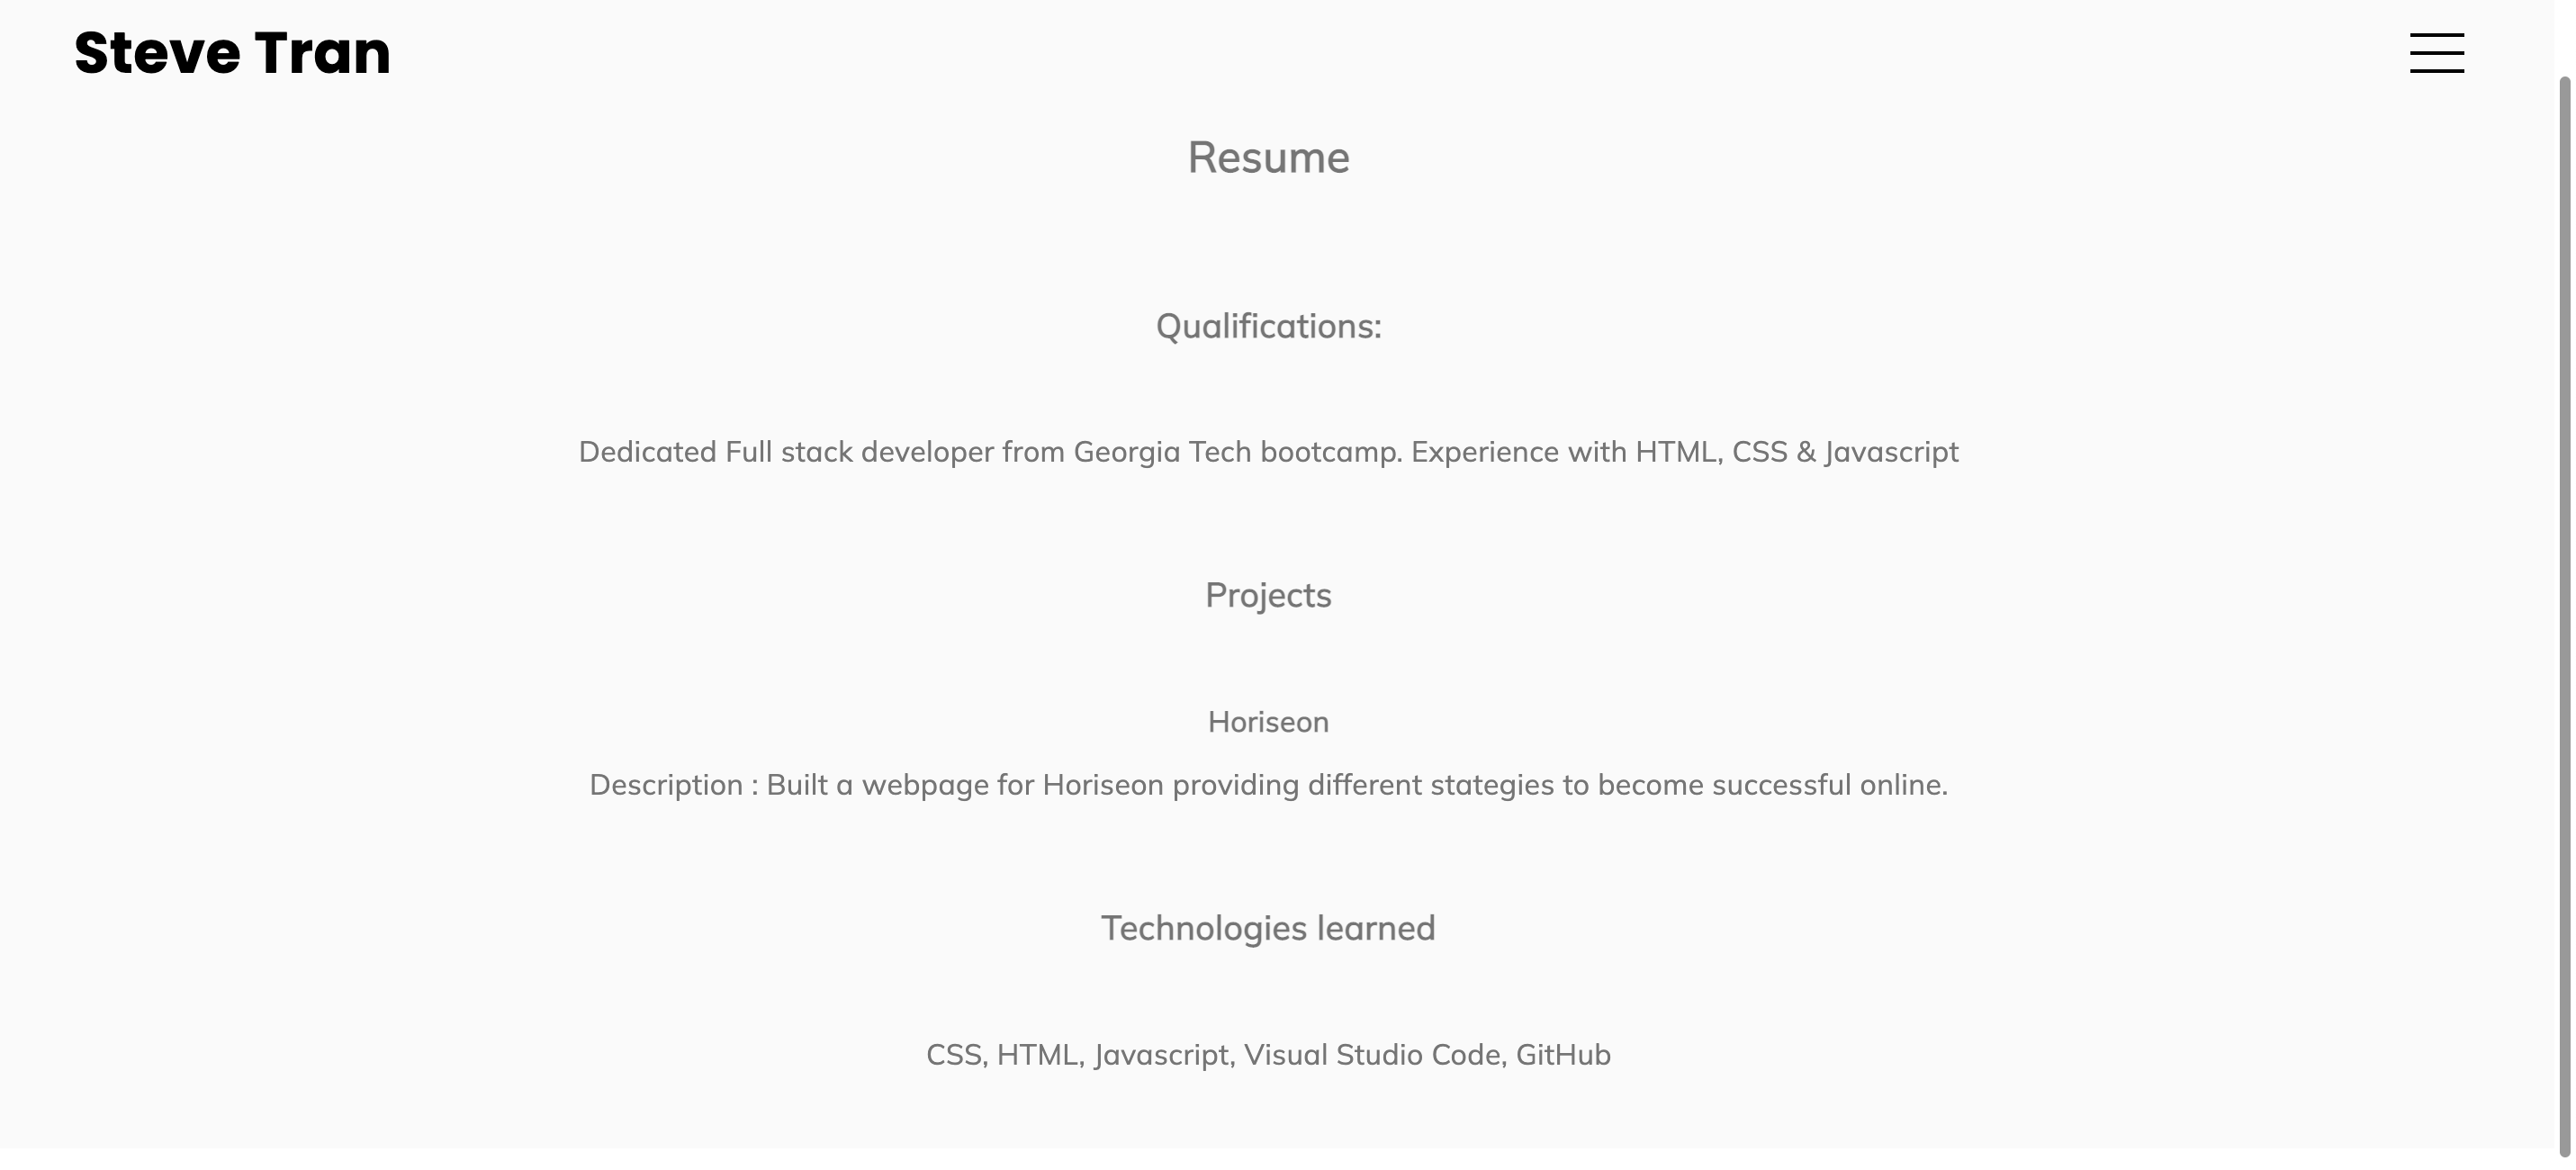 Steve Tran
Resume
Qualifications:
Dedicated Full stack developer from Georgia Tech bootcamp. Experience with HTML, CSS & Javascript
Projects
Horiseon
Description : Built a webpage for Horiseon providing different stategies to become successful online.
Technologies learned
CSS, HTML, Javascript, Visual Studio Code, GitHub